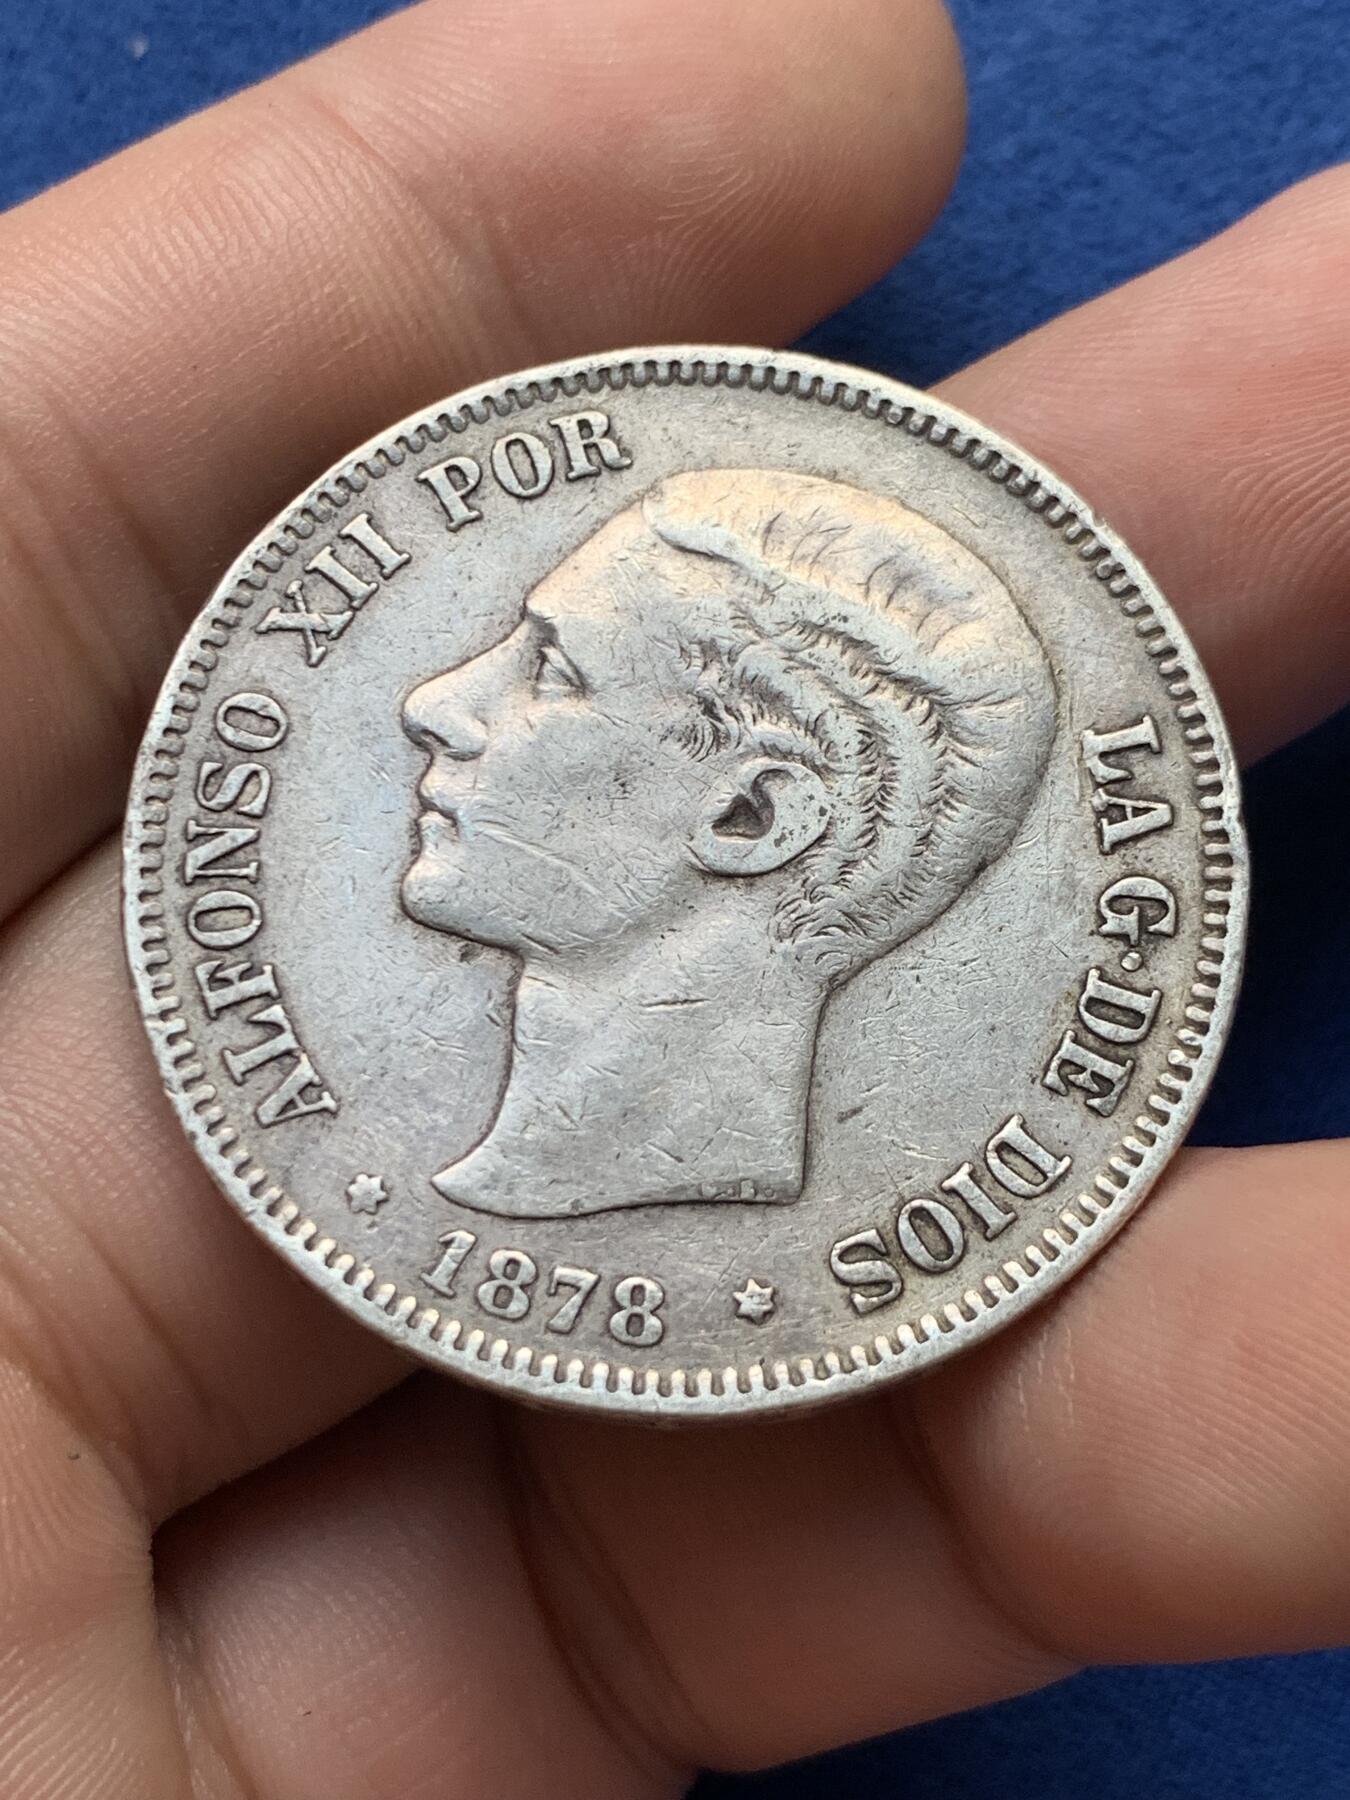 ALFONSO XII POR
LA G·DE DIOS
1878